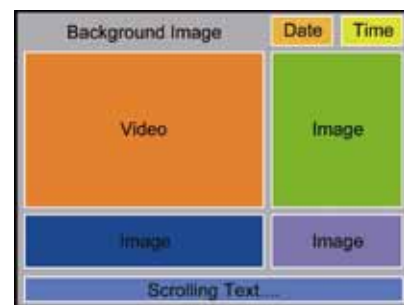 Background Image
Date
Time
Video
Image
Image
Image
Scrolling Text....